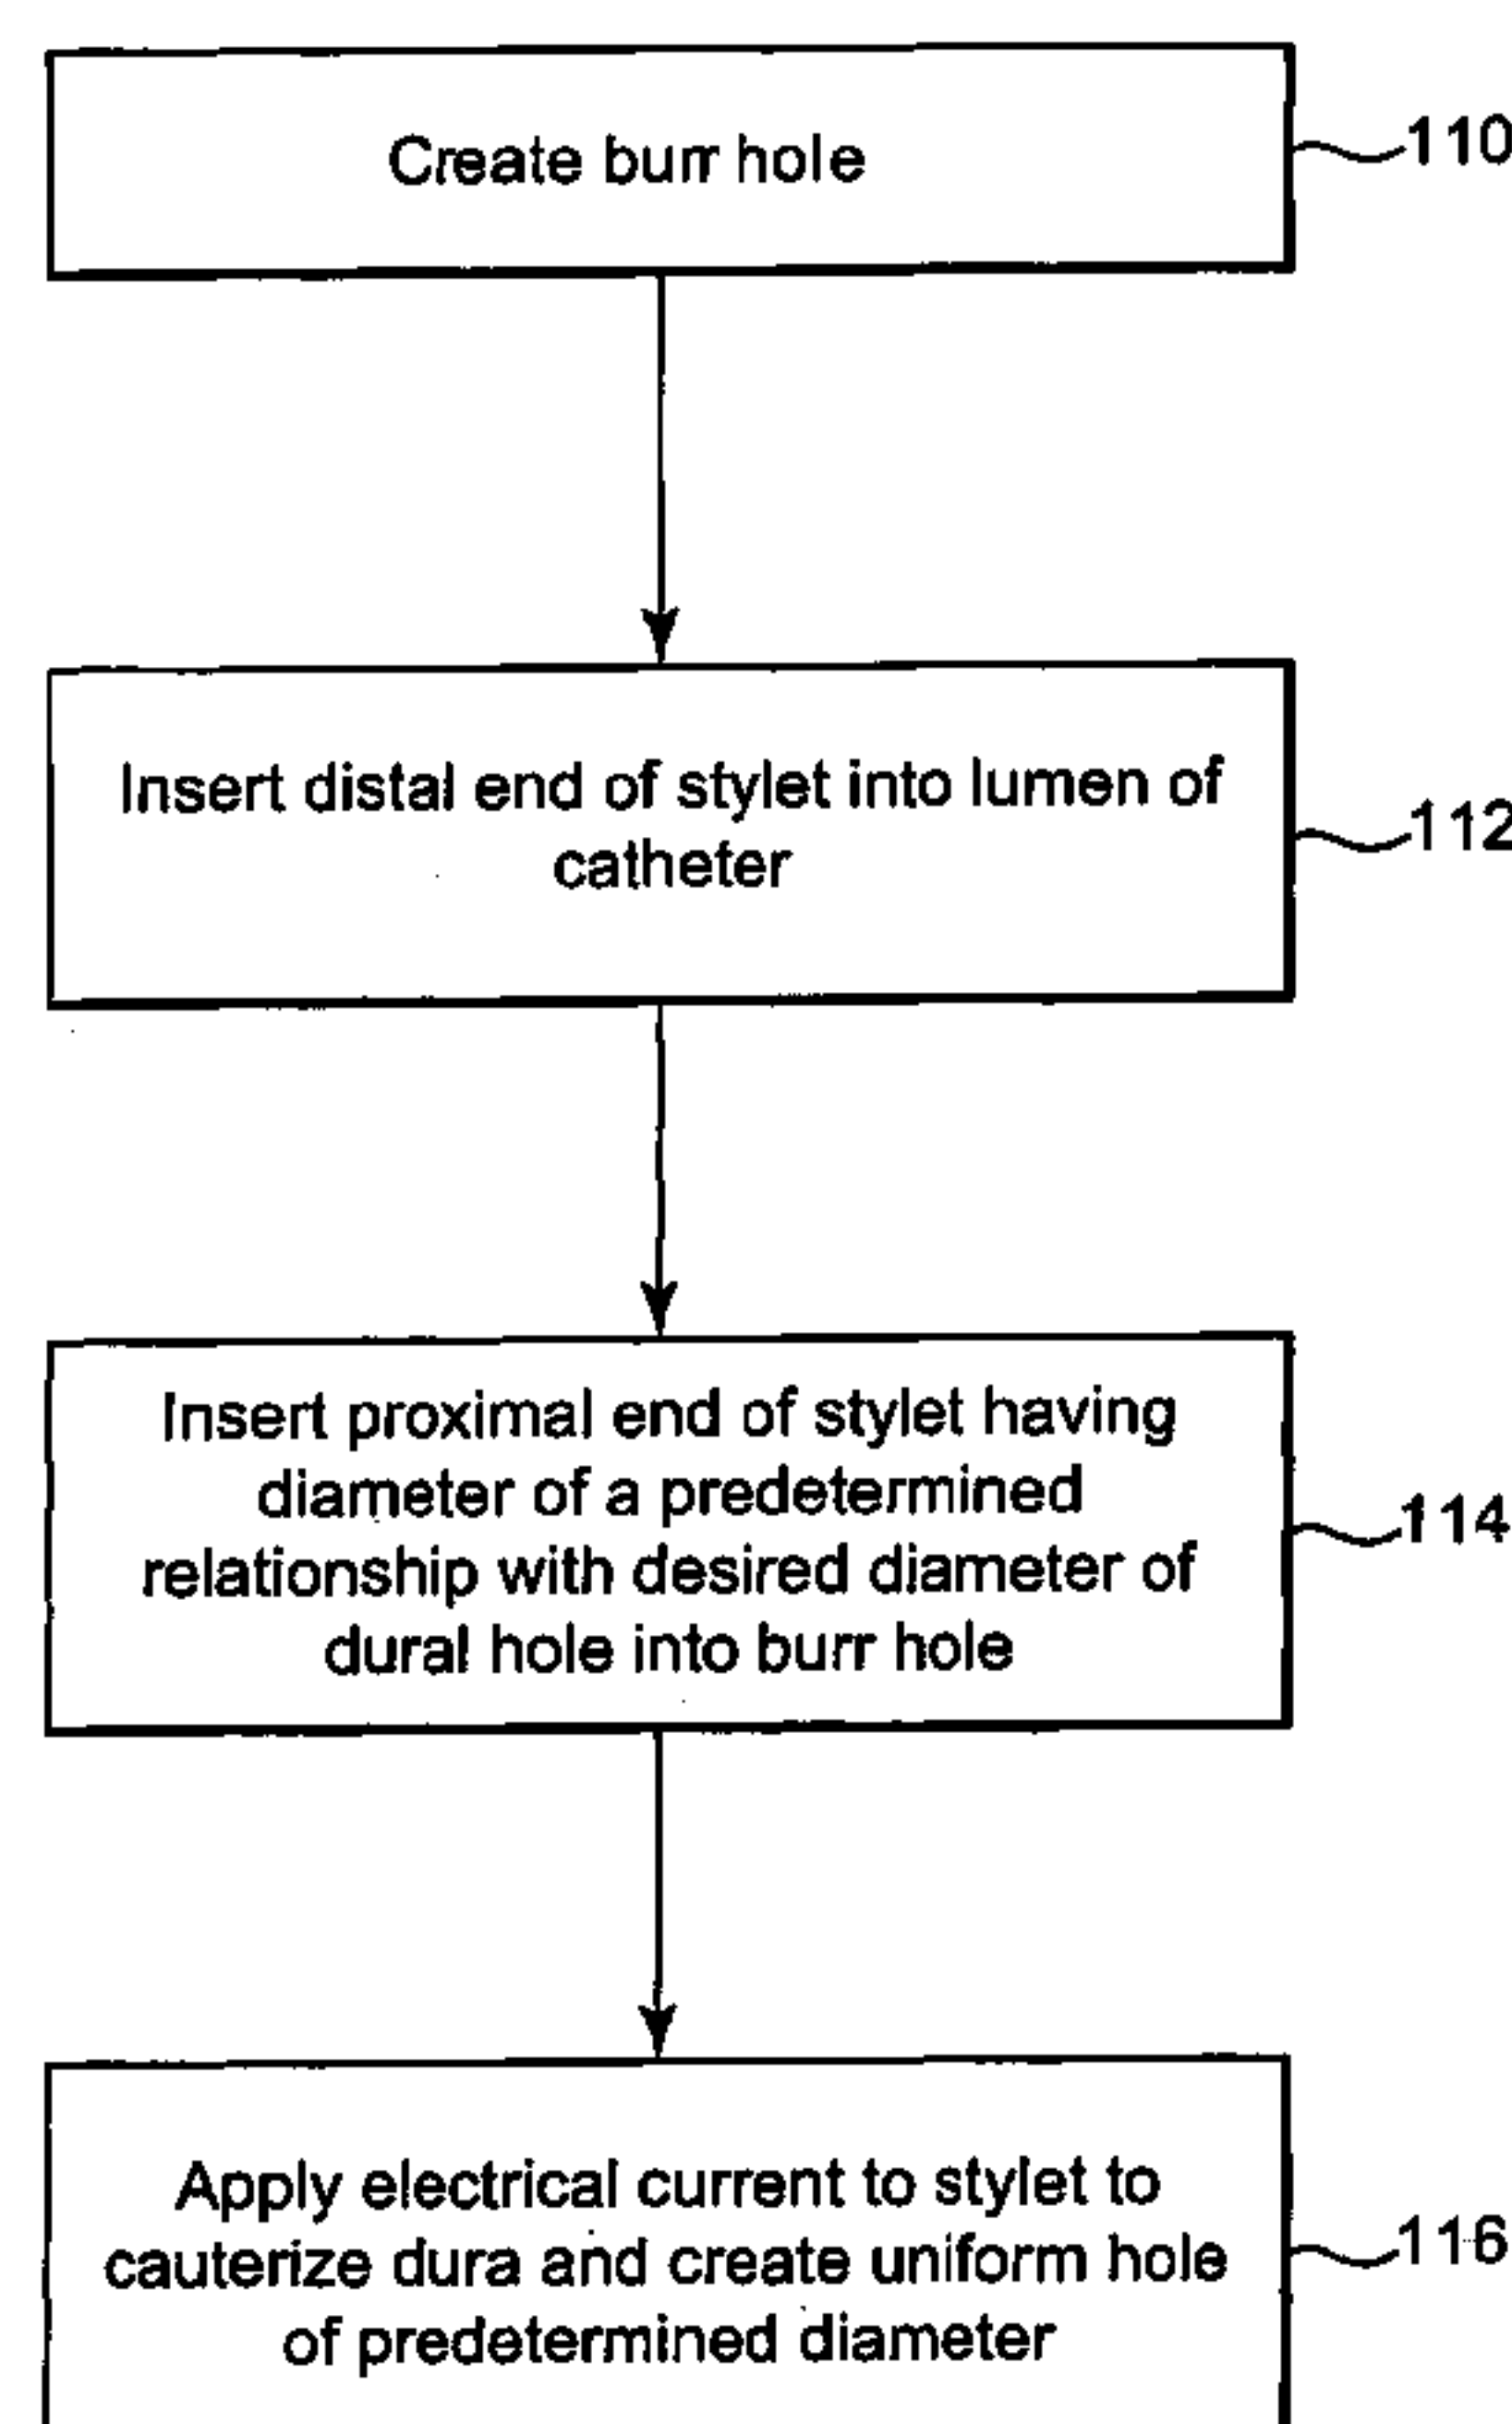 Create burr hole
110
Insert distal end of stylet into lumen of
catheter
112
Insert proximal end of stylet having
diameter of a predetermined
relationship with desired diameter of
dural hole into burr hole
114
Apply electrical current to stylet to
cauterize dura and create uniform hole
of predetermined diameter
116